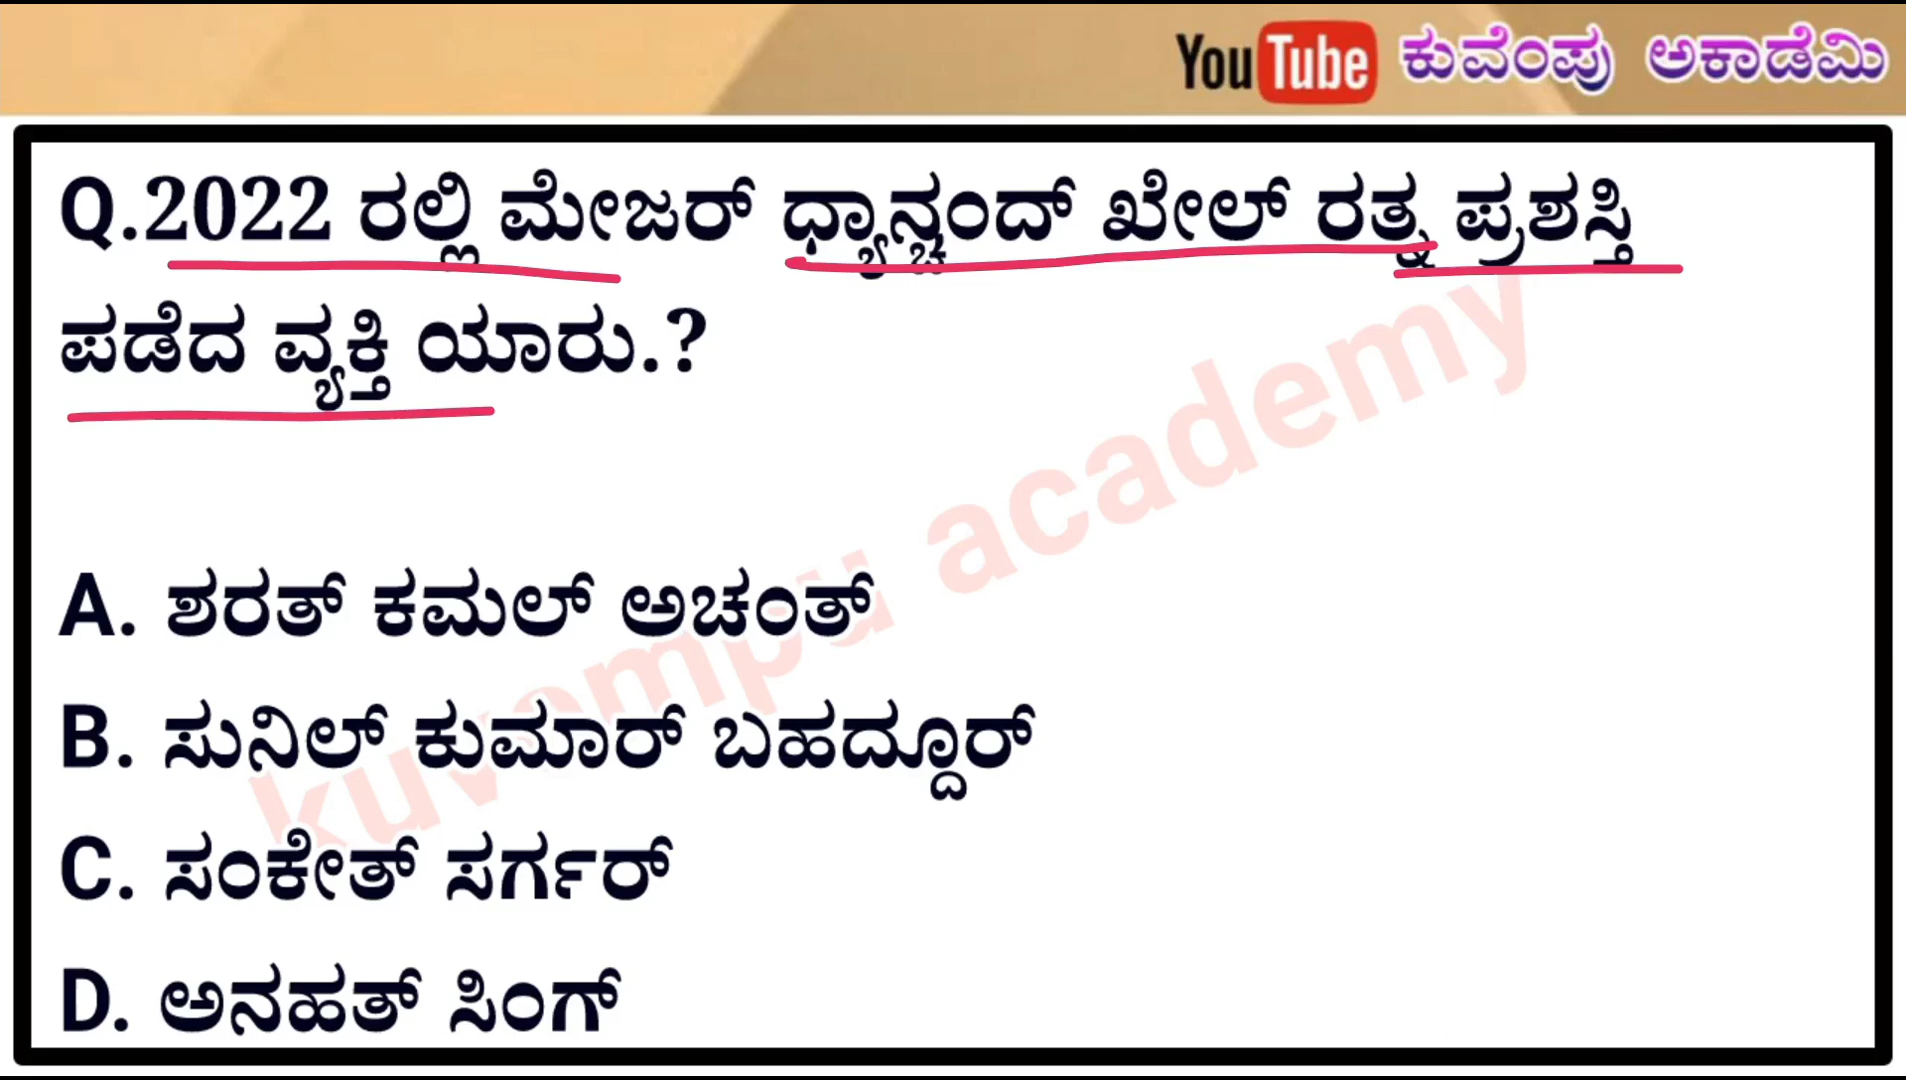 YouTube ಕುವೆಂಪು ಅಕಾಡೆಮಿ
Q.2022 ರಲ್ಲಿ ಮೇಜರ್ ಧ್ಯಾನ್ಚಂದ್ ಖೇಲ್ ರತ್ನ ಪ್ರಶಸ್ತಿ
ಪಡೆದ ವ್ಯಕ್ತಿ ಯಾರು.?
A. ಶರತ್ ಕಮಲ್ ಅಚಂತ್
B. ಸುನಿಲ್ ಕುಮಾರ್ ಬಹದ್ದೂರ್
C. ಸಂಕೇತ್ ಸರ್ಗರ್
D. ಅನಹತ್ ಸಿಂಗ್
kuvempu academy